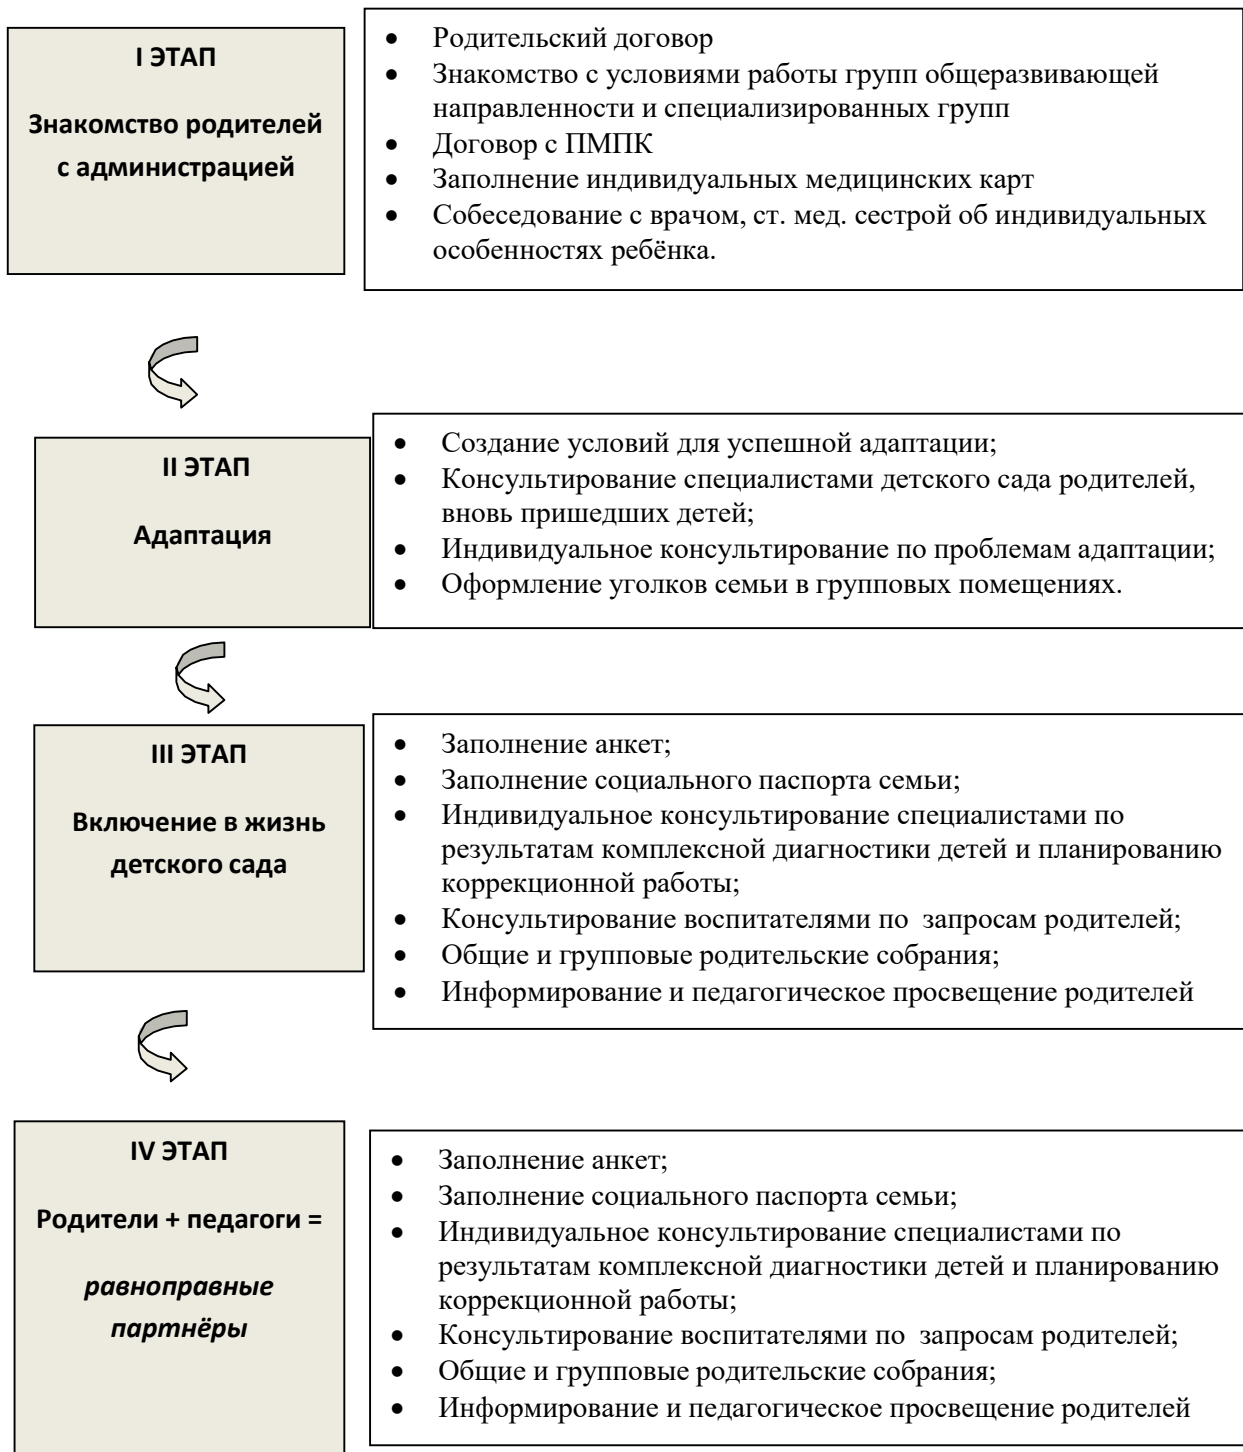 I ЭТАП
Знакомство родителей
с администрацией
• Родительский договор
• Знакомство с условиями работы групп общеразвивающей
направленности и специализированных групп
• Договор с ПМПК
• Заполнение индивидуальных медицинских карт
• Собеседование с врачом, ст. мед. сестрой об индивидуальных
особенностях ребёнка.
II ЭТАП
Адаптация
• Создание условий для успешной адаптации;
• Консультирование специалистами детского сада родителей,
вновь пришедших детей;
• Индивидуальное консультирование по проблемам адаптации;
• Оформление уголков семьи в групповых помещениях.
III ЭТАП
Включение в жизнь
детского сада
• Заполнение анкет;
• Заполнение социального паспорта семьи;
• Индивидуальное консультирование специалистами по
результатам комплексной диагностики детей и планированию
коррекционной работы;
• Консультирование воспитателями по запросам родителей;
• Общие и групповые родительские собрания;
• Информирование и педагогическое просвещение родителей
IV ЭТАП
Родители + педагоги =
равноправные
партнёры
• Заполнение анкет;
• Заполнение социального паспорта семьи;
• Индивидуальное консультирование специалистами по
результатам комплексной диагностики детей и планированию
коррекционной работы;
• Консультирование воспитателями по запросам родителей;
• Общие и групповые родительские собрания;
• Информирование и педагогическое просвещение родителей